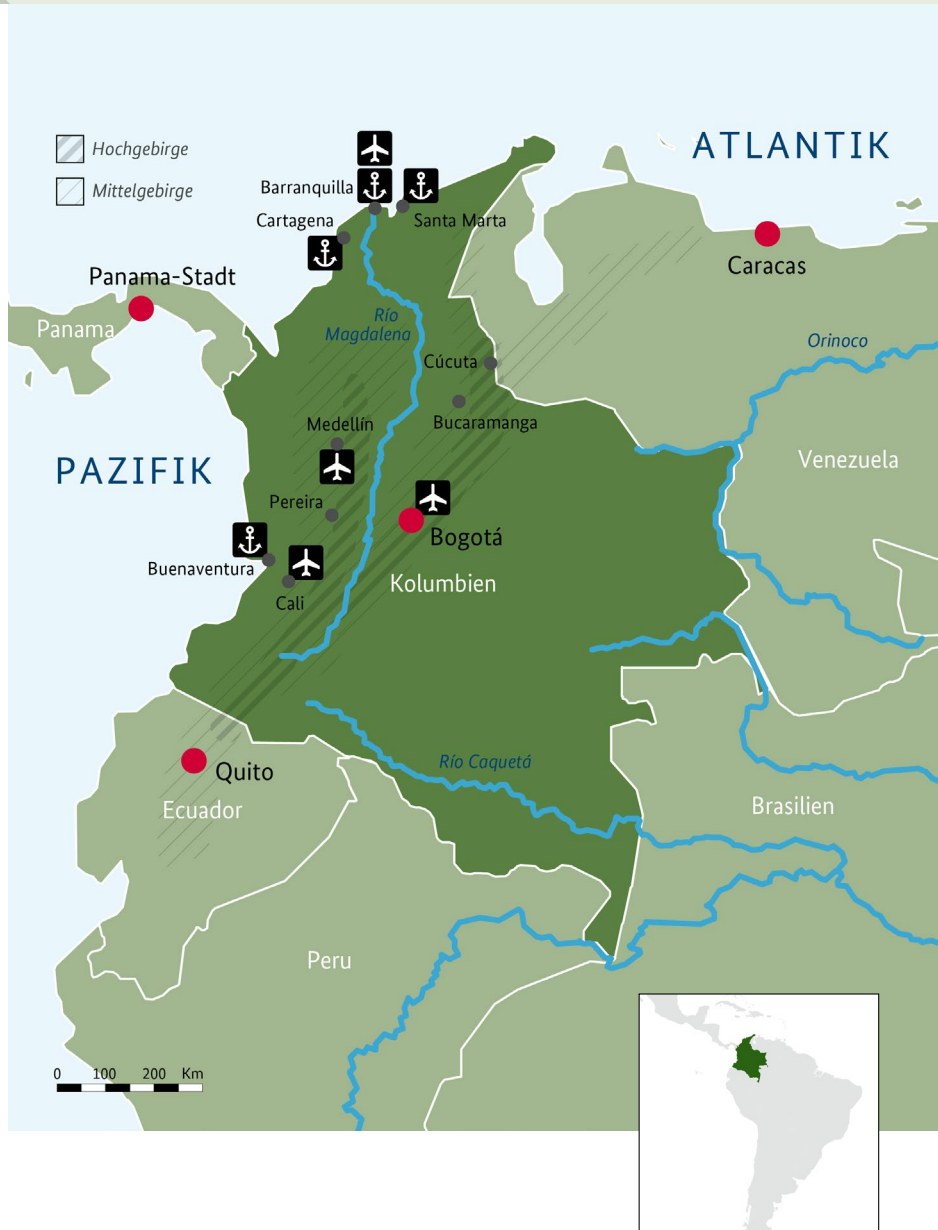 ATLANTIK
Hochgebirge
Mittelgebirge
Barranquilla
Cartagena
Santa Marta
Caracas
Panama-Stadt
Panama
Río
Magdalena
Orinoco
Cúcuta
Bucaramanga
Medellín
PAZIFIK
Venezuela
Pereira
Bogotá
Buenaventura
Kolumbien
Cali
Río Caquetá
Quito
Ecuador
Brasilien
Peru
0 100 200 Km